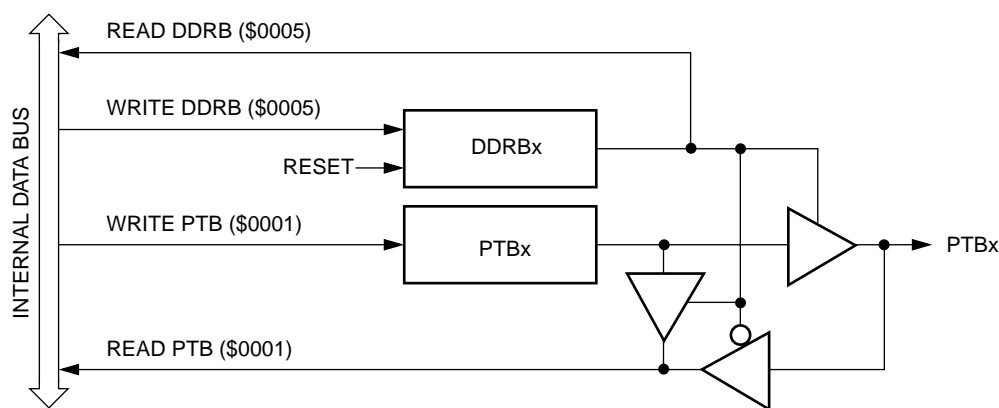 READ DDRB ($0005)
WRITE DDRB ($0005)
DDRBx
RESET
INTERNAL DATA BUS
WRITE PTB ($0001)
PTBx
PTBx
READ PTB ($0001)